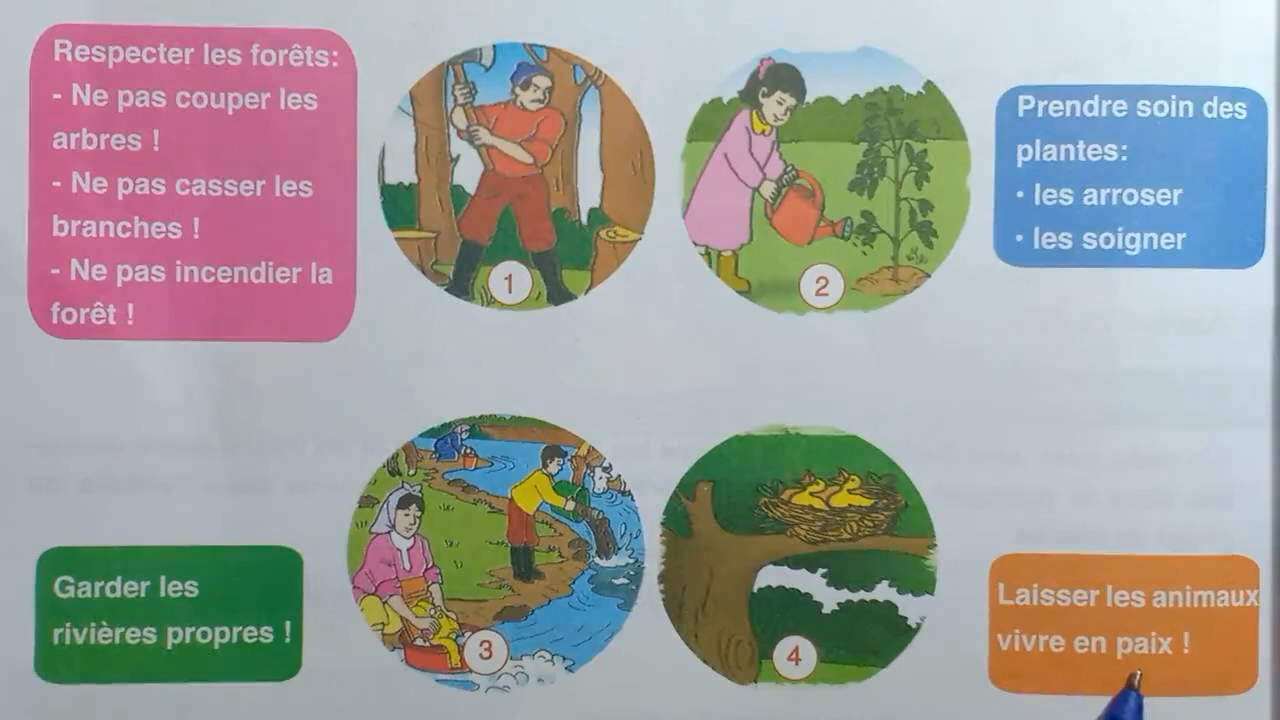 Respecter les forêts:
- Ne pas couper les
arbres !
- Ne pas casser les
branches !
- Ne pas incendier la
forêt !
1
2
Prendre soin des
plantes:
• les arroser
• les soigner
Garder les
rivières propres !
3
4
Laisser les animaux
vivre en paix !